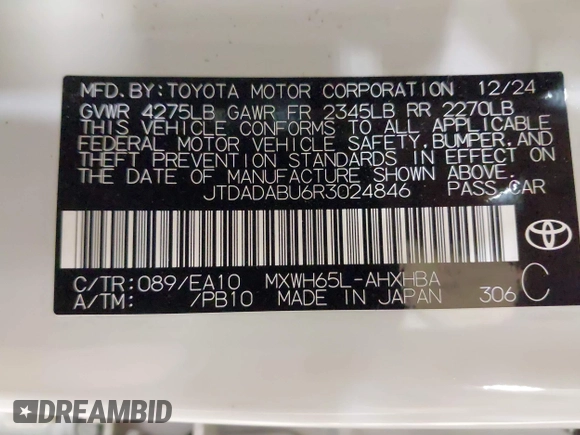 MFD. BY: TOYOTA MOTOR CORPORATION 12/24
GVWR 4275LB GAWR FR 2345LB RR 2270LB
THIS VEHICLE CONFORMS TO ALL APPLICABLE
FEDERAL MOTOR VEHICLE SAFETY, BUMPER, AND
THEFT PREVENTION STANDARDS IN EFFECT ON
THE DATE OF MANUFACTURE SHOWN ABOVE.
JTDADABU6R3024846 PASS. CAR
TOYOTA
C/TR: 089/EA10 MXWH65L-AHXHBA
A/TM: /PB10 MADE IN JAPAN 306 C
DREAMBID